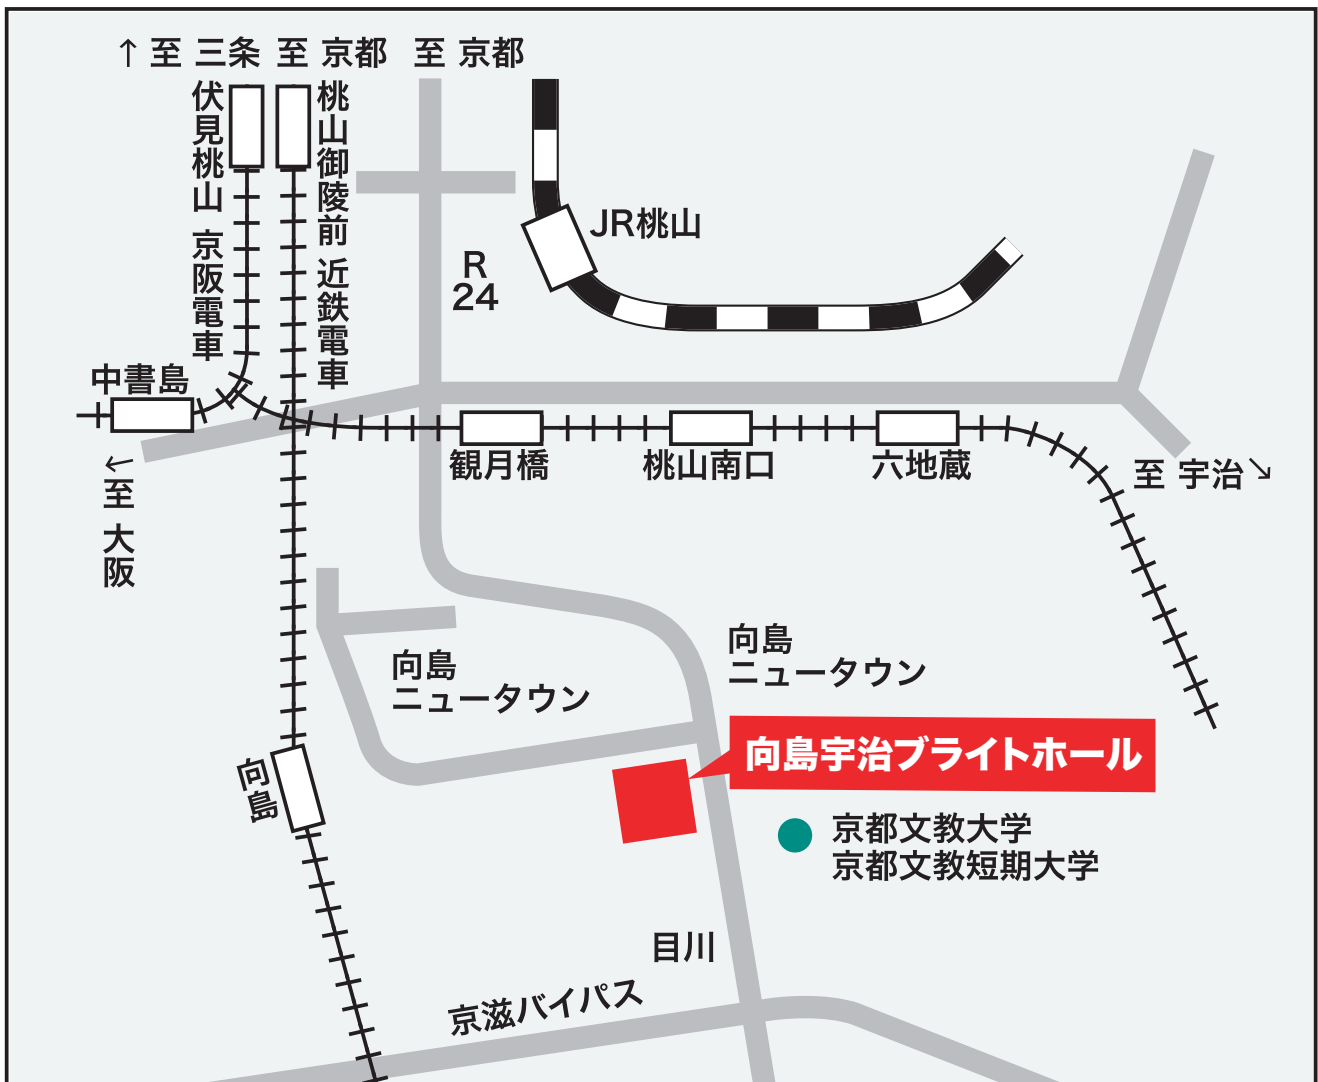 ↑ 至 三条 至 京都 至 京都
伏見桃山 京阪電車
桃山御陵前 近鉄電車
JR桃山
R
24
中書島
観月橋
桃山南口
六地蔵
←
至 大阪
至 宇治↘
向島
ニュータウン
向島
ニュータウン
向島宇治ブライトホール
向島
京都文教大学
京都文教短期大学
目川
京滋バイパス